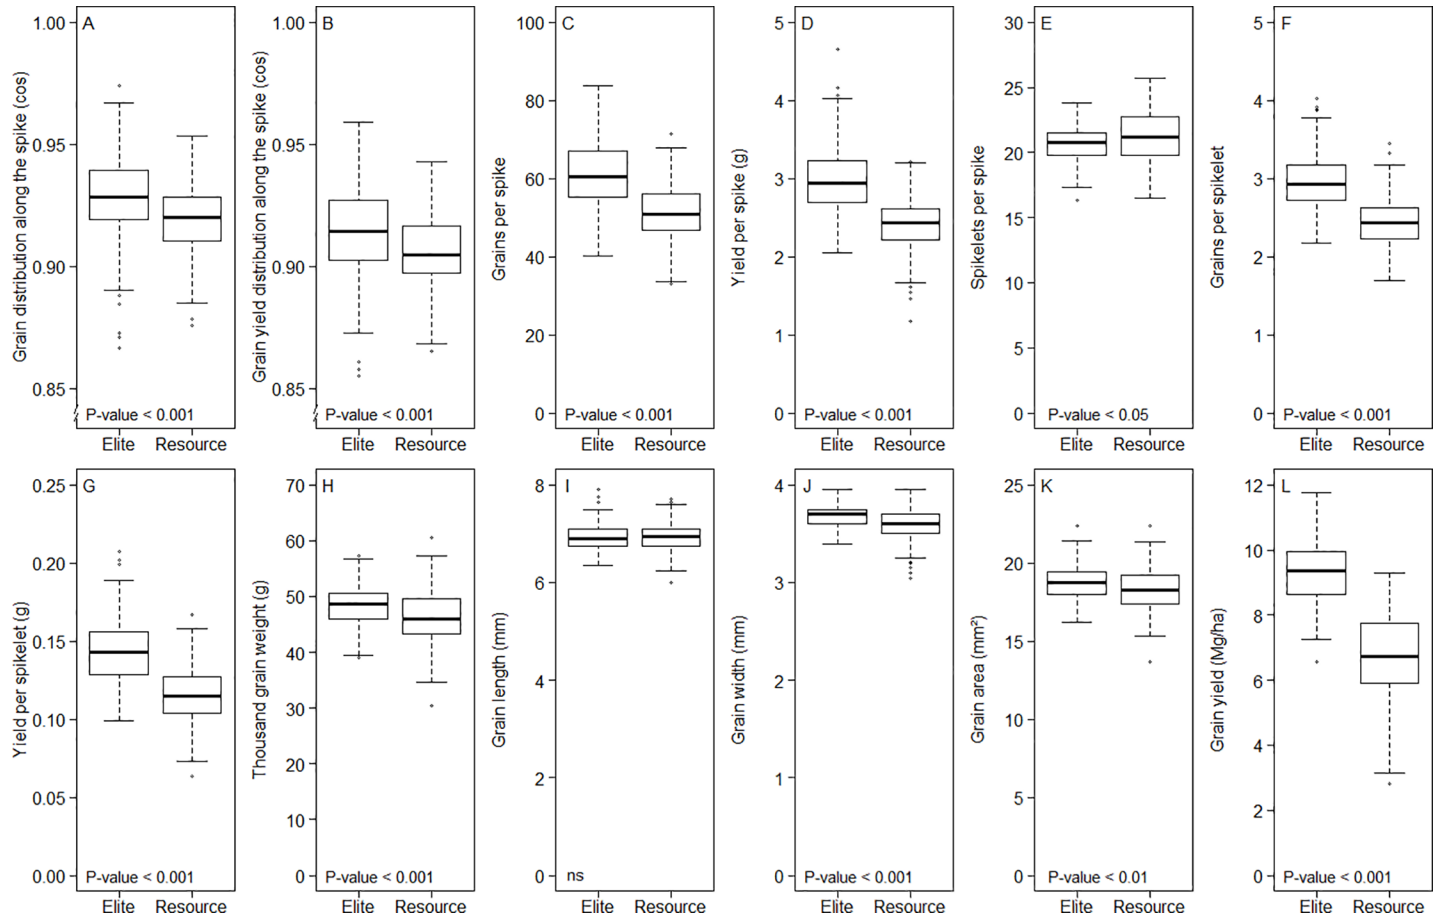 A
Grain distribution along the spike (cos)
1.00
0.95
0.90
0.85
P-value < 0.001
Elite Resource
B
Grain yield distribution along the spike (cos)
1.00
0.95
0.90
0.85
P-value < 0.001
Elite Resource
C
Grains per spike
100
80
60
40
20
0
P-value < 0.001
Elite Resource
D
Yield per spike (g)
5
4
3
2
1
0
P-value < 0.001
Elite Resource
E
Spikelets per spike
30
25
20
15
10
5
0
P-value < 0.05
Elite Resource
F
Grains per spikelet
5
4
3
2
1
0
P-value < 0.001
Elite Resource
G
Yield per spikelet (g)
0.25
0.20
0.15
0.10
0.05
0.00
P-value < 0.001
Elite Resource
H
Thousand grain weight (g)
70
60
50
40
30
20
10
0
P-value < 0.001
Elite Resource
I
Grain length (mm)
8
6
4
2
0
ns
Elite Resource
J
Grain width (mm)
4
3
2
1
0
P-value < 0.001
Elite Resource
K
Grain area (mm²)
25
20
15
10
5
0
P-value < 0.01
Elite Resource
L
Grain yield (Mg/ha)
12
10
8
6
4
2
0
P-value < 0.001
Elite Resource